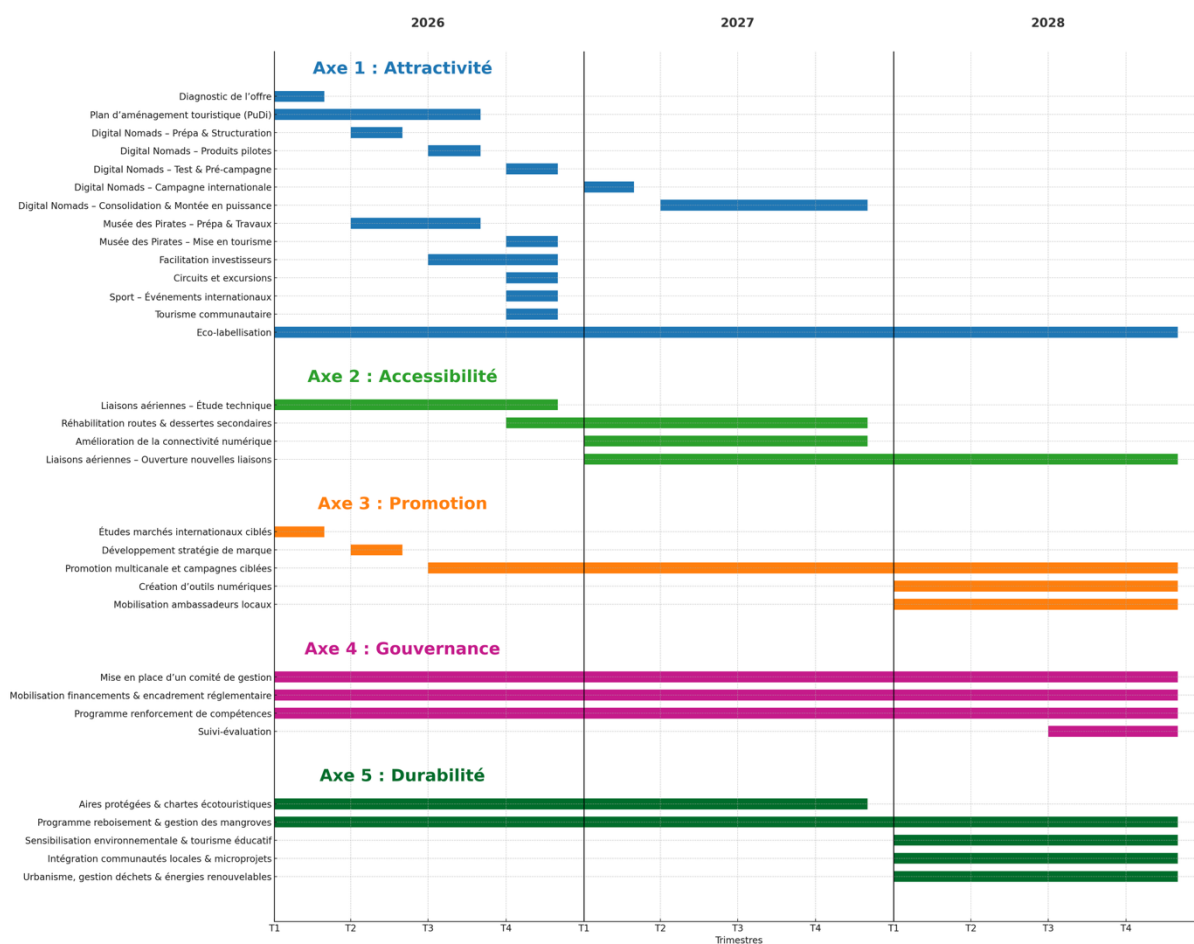 2026 2027 2028
Axe 1 : Attractivité
Diagnostic de l’offre
Plan d’aménagement touristique (PuDi)
Digital Nomads – Prépa & Structuration
Digital Nomads – Produits pilotes
Digital Nomads – Test & Pré-campagne
Digital Nomads – Campagne internationale
Digital Nomads – Consolidation & Montée en puissance
Musée des Pirates – Prépa & Travaux
Musée des Pirates – Mise en tourisme
Facilitation investisseurs
Circuits et excursions
Sport – Événements internationaux
Tourisme communautaire
Eco-labellisation
Axe 2 : Accessibilité
Liaisons aériennes – Étude technique
Réhabilitation routes & dessertes secondaires
Amélioration de la connectivité numérique
Liaisons aériennes – Ouverture nouvelles liaisons
Axe 3 : Promotion
Études marchés internationaux ciblés
Développement stratégie de marque
Promotion multicanale et campagnes ciblées
Création d’outils numériques
Mobilisation ambassadeurs locaux
Axe 4 : Gouvernance
Mise en place d’un comité de gestion
Mobilisation financements & encadrement réglementaire
Programme renforcement de compétences
Suivi-évaluation
Axe 5 : Durabilité
Aires protégées & chartes écotouristiques
Programme reboisement & gestion des mangroves
Sensibilisation environnementale & tourisme éducatif
Intégration communautés locales & microprojets
Urbanisme, gestion déchets & énergies renouvelables
T1 T2 T3 T4 T1 T2 T3 T4 T1 T2 T3 T4
Trimestres